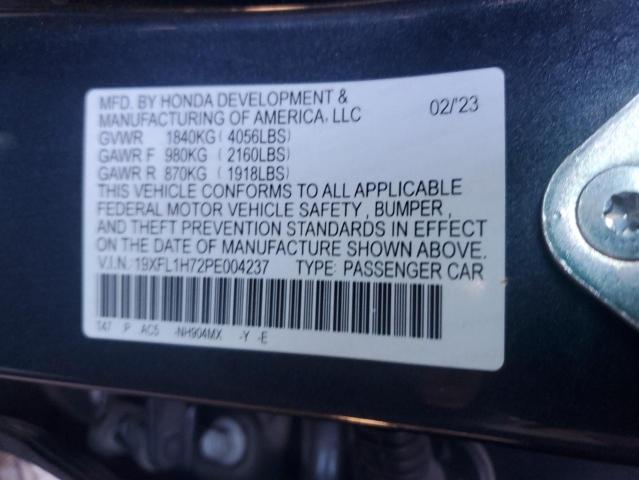 MFD. BY HONDA DEVELOPMENT &
MANUFACTURING OF AMERICA, LLC 02/'23
GVWR 1840KG ( 4056LBS)
GAWR F 980KG ( 2160LBS)
GAWR R 870KG ( 1918LBS)
THIS VEHICLE CONFORMS TO ALL APPLICABLE
FEDERAL MOTOR VEHICLE SAFETY , BUMPER ,
AND THEFT PREVENTION STANDARDS IN EFFECT
ON THE DATE OF MANUFACTURE SHOWN ABOVE.
V.I.N.: 19XFL1H72PE004237 TYPE: PASSENGER CAR
T47 P AC5 -NH904MX -Y -E